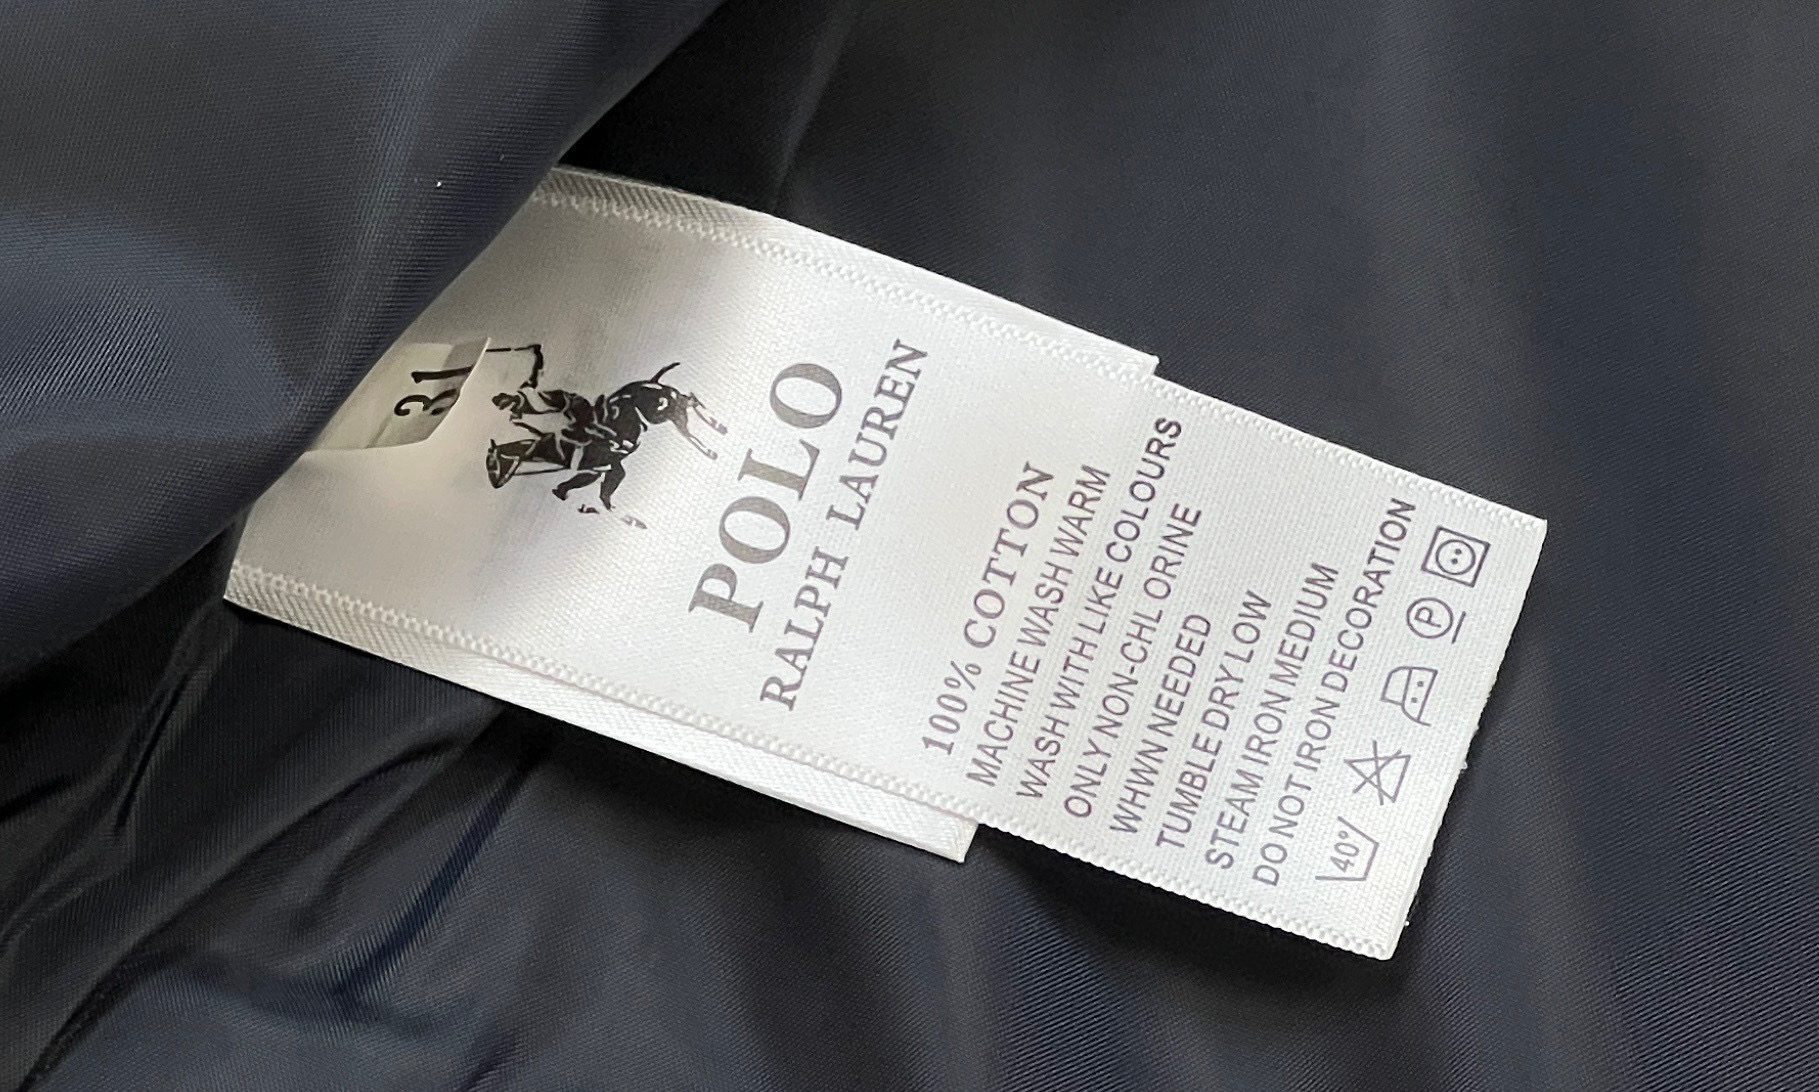 31
POLO
RALPH LAUREN
100% COTTON
MACHINE WASH WARM
WASH WITH LIKE COLOURS
ONLY NON-CHL ORINE
WHWN NEEDED
TUMBLE DRY LOW
STEAM IRON MEDIUM
DO NOT IRON DECORATION
40° P